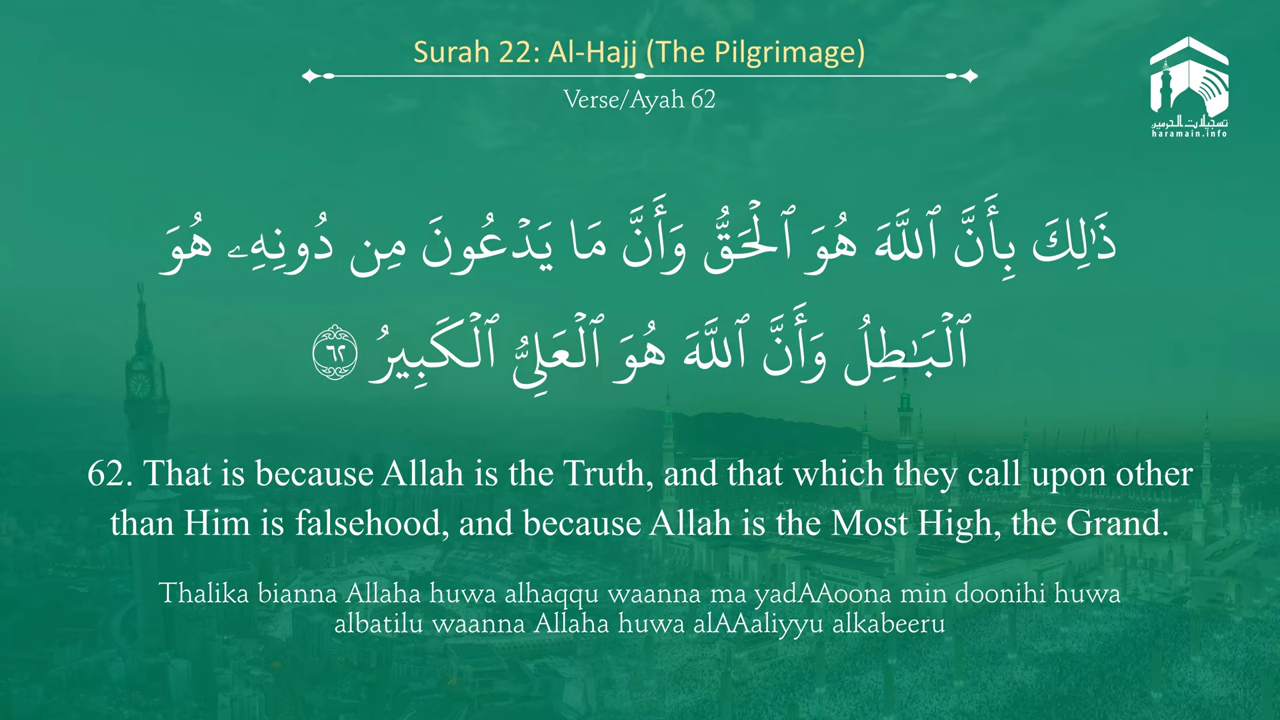 Surah 22: Al-Hajj (The Pilgrimage)
Verse/Ayah 62
تسجيلات الحرمين
haramain.info
ذَٰلِكَ بِأَنَّ ٱللَّهَ هُوَ ٱلْحَقُّ وَأَنَّ مَا يَدْعُونَ مِن دُونِهِۦ هُوَ
ٱلْبَـٰطِلُ وَأَنَّ ٱللَّهَ هُوَ ٱلْعَلِىُّ ٱلْكَبِيرُ ٦٢
62. That is because Allah is the Truth, and that which they call upon other
than Him is falsehood, and because Allah is the Most High, the Grand.
Thalika bianna Allaha huwa alhaqqu waanna ma yadAAoona min doonihi huwa
albatilu waanna Allaha huwa alAAaliyyu alkabeeru